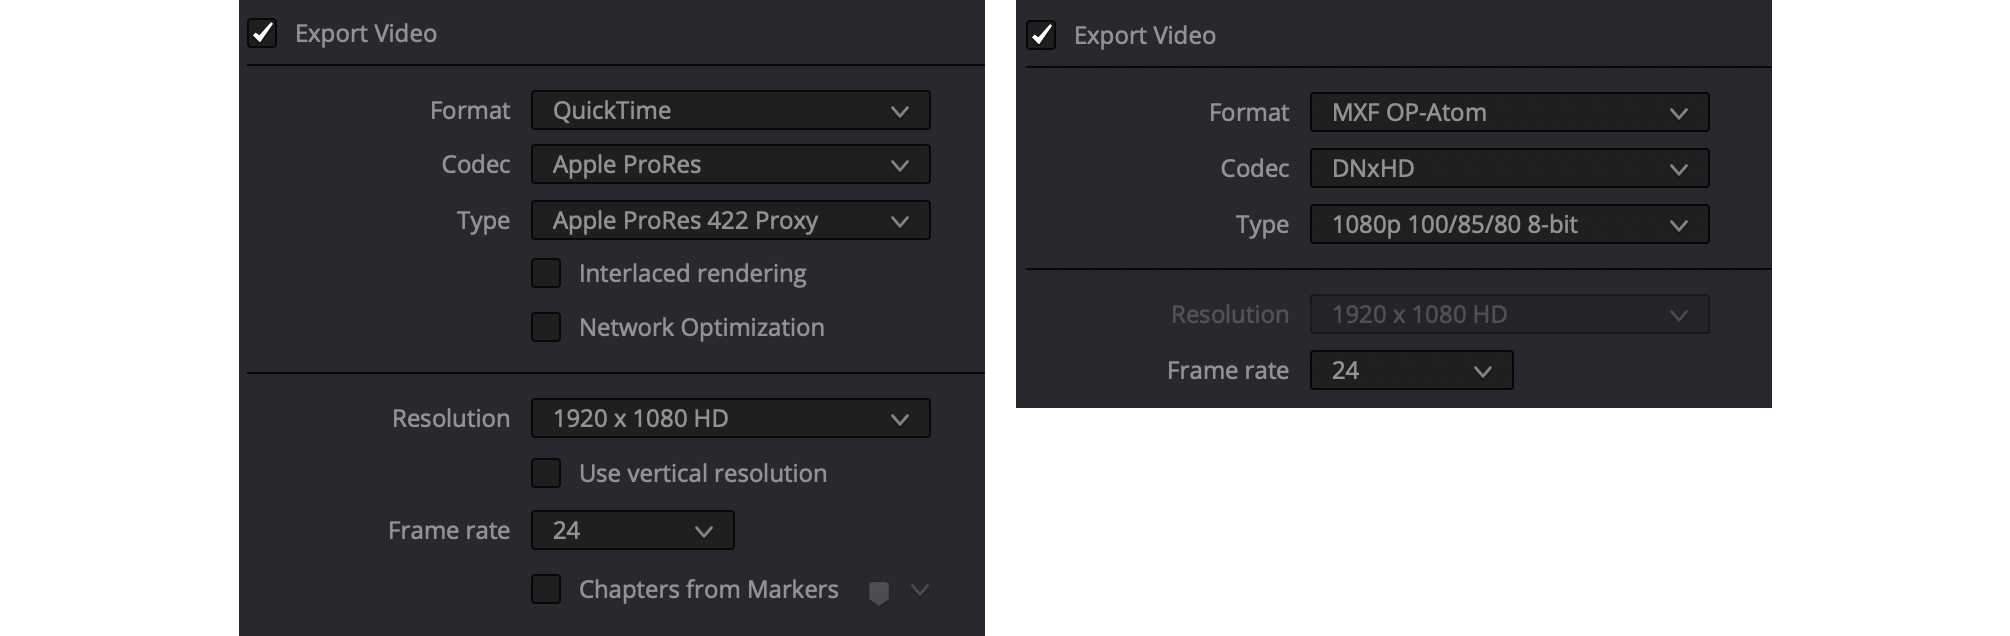 Export Video
Format QuickTime
Codec Apple ProRes
Type Apple ProRes 422 Proxy
Interlaced rendering
Network Optimization
Resolution 1920 x 1080 HD
Use vertical resolution
Frame rate 24
Chapters from Markers
Export Video
Format MXF OP-Atom
Codec DNxHD
Type 1080p 100/85/80 8-bit
Resolution 1920 x 1080 HD
Frame rate 24